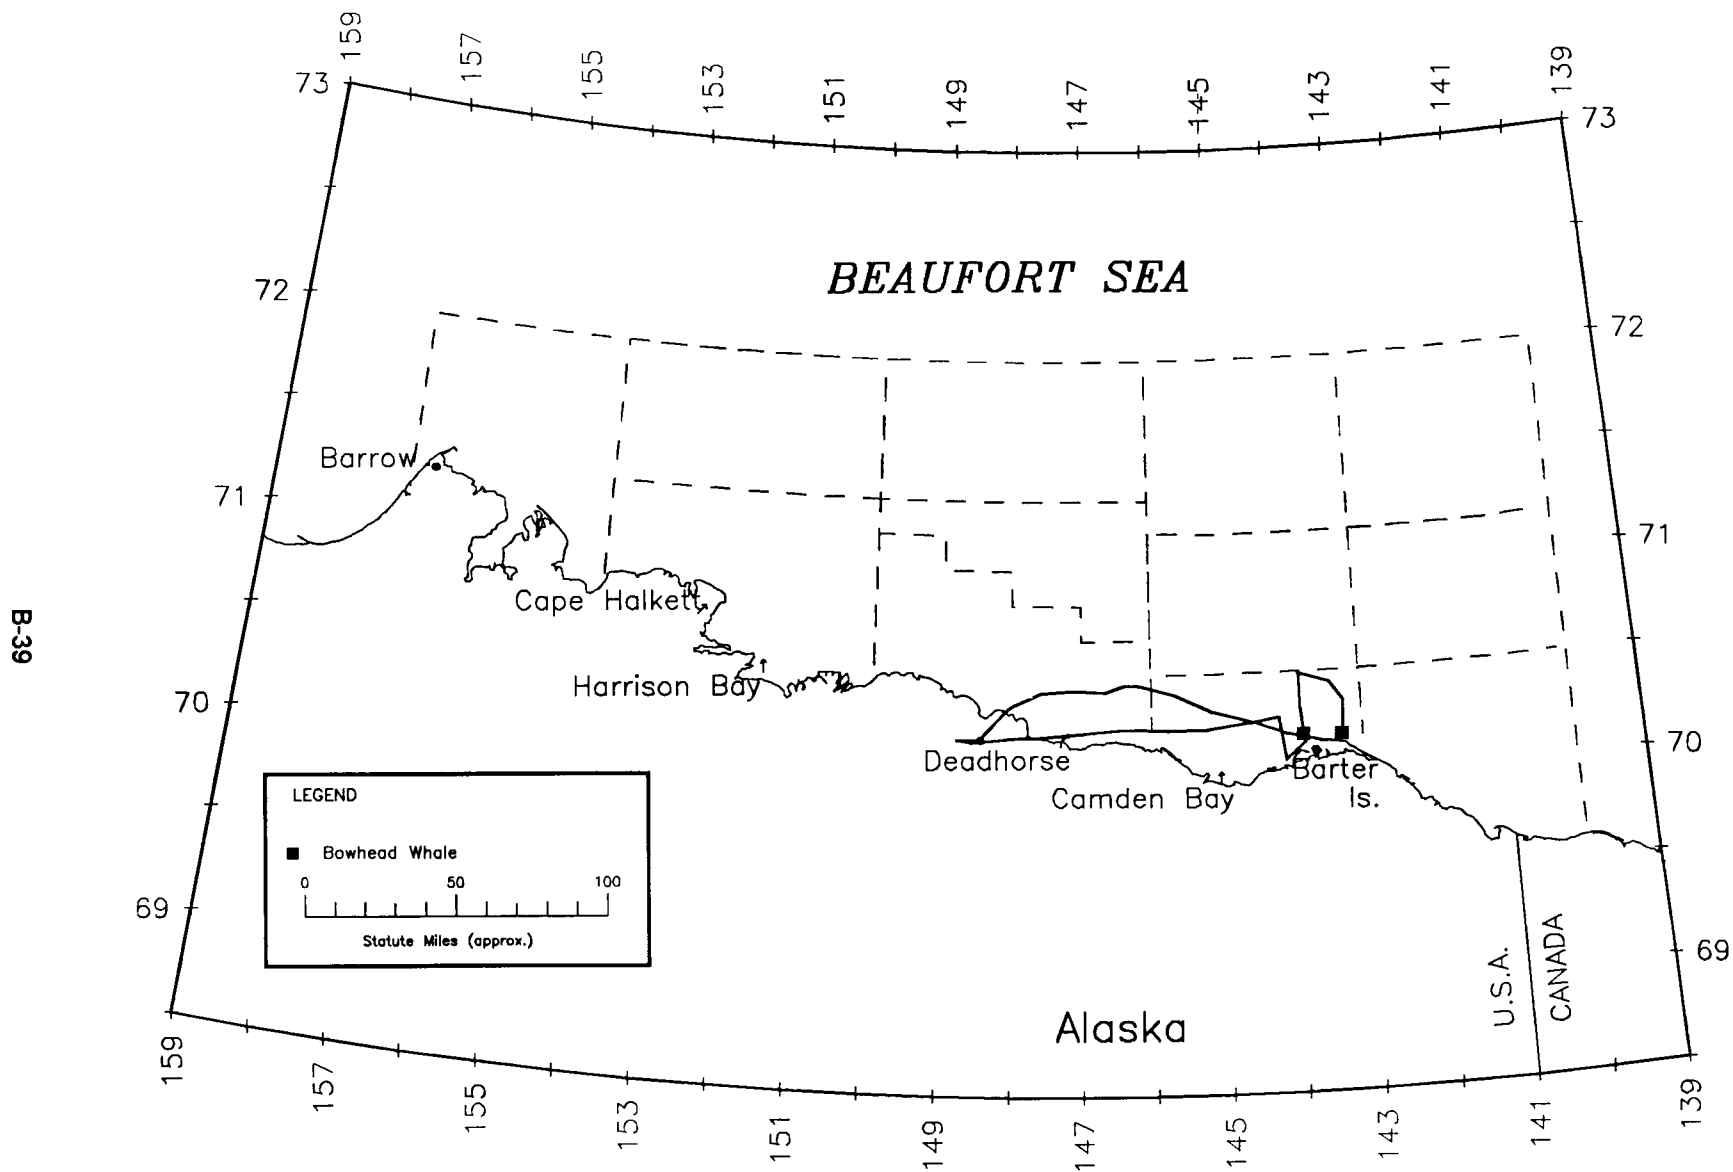 159
157
155
153
151
149
147
145
143
141
139
73
73
BEAUFORT SEA
72
72
Barrow
71
71
Cape Halkett
Harrison Bay
70
70
Deadhorse
Barter
Is.
Camden Bay
LEGEND
Bowhead Whale
0 50 100
Statute Miles (approx.)
69
69
U.S.A.
CANADA
Alaska
159
157
155
153
151
149
147
145
143
141
139
B-39